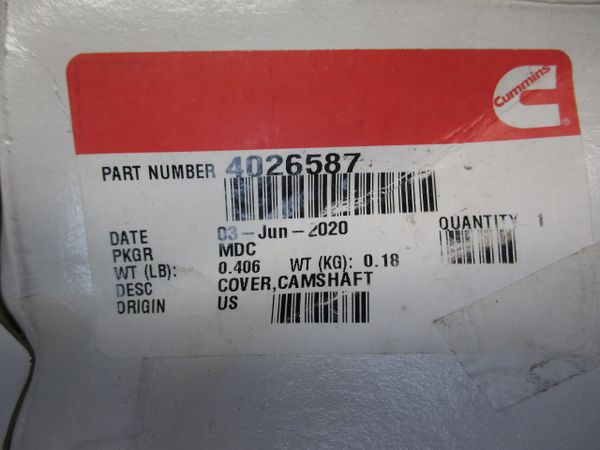 Cummins
®
PART NUMBER 4026587
DATE 03-Jun-2020 QUANTITY 1
PKGR MDC
WT (LB): 0.406 WT (KG): 0.18
DESC COVER,CAMSHAFT
ORIGIN US